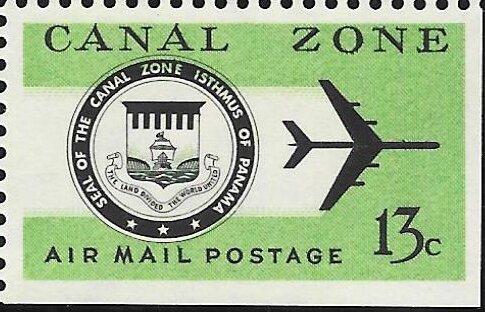 CANAL ZONE
SEAL OF THE CANAL ZONE ISTHMUS OF PANAMA
THE LAND DIVIDED THE WORLD UNITED
13c
AIR MAIL POSTAGE